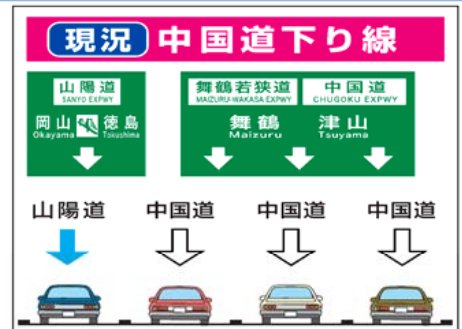 現況 中国道下り線
山陽道
SANYO EXPWY
岡山 徳島
Okayama Tokushima
舞鶴若狭道 中国道
MAIZURU-WAKASA EXPWY CHUGOKU EXPWY
舞鶴 津山
Maizuru Tsuyama
山陽道 中国道 中国道 中国道